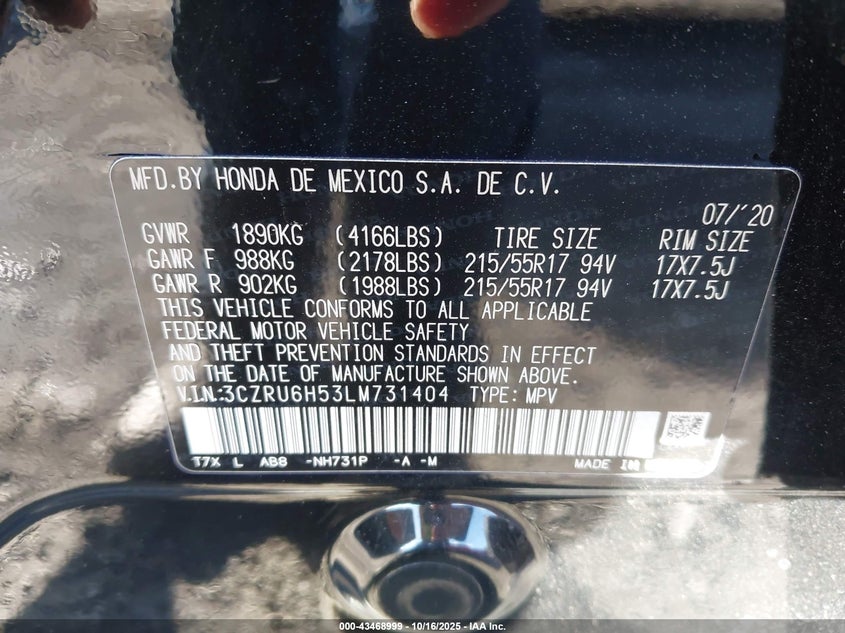 MFD.BY HONDA DE MEXICO S.A. DE C.V.
07/'20
GVWR 1890KG (4166LBS) TIRE SIZE RIM SIZE
GAWR F 988KG (2178LBS) 215/55R17 94V 17X7.5J
GAWR R 902KG (1988LBS) 215/55R17 94V 17X7.5J
THIS VEHICLE CONFORMS TO ALL APPLICABLE
FEDERAL MOTOR VEHICLE SAFETY
AND THEFT PREVENTION STANDARDS IN EFFECT
ON THE DATE OF MANUFACTURE SHOWN ABOVE.
V.I.N.:3CZRU6H53LM731404 TYPE: MPV
T7X L AB8 -NH731P -A -M MADE
000-43468999 | 10/16/2025 - IAA Inc.